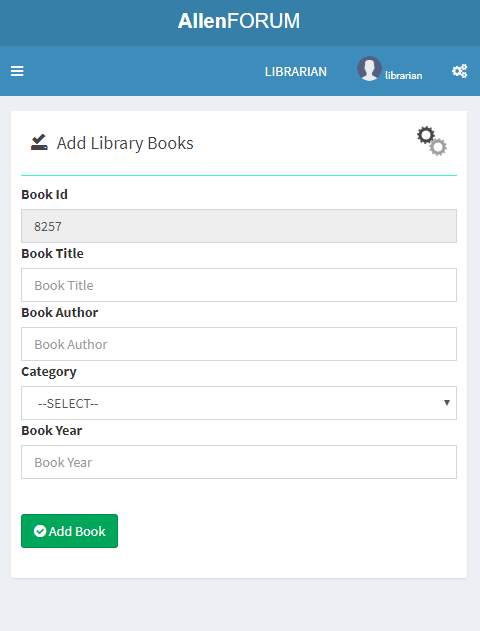 AllenFORUM
LIBRARIAN librarian
Add Library Books
Book Id
8257
Book Title
Book Title
Book Author
Book Author
Category
--SELECT--
Book Year
Book Year
Add Book